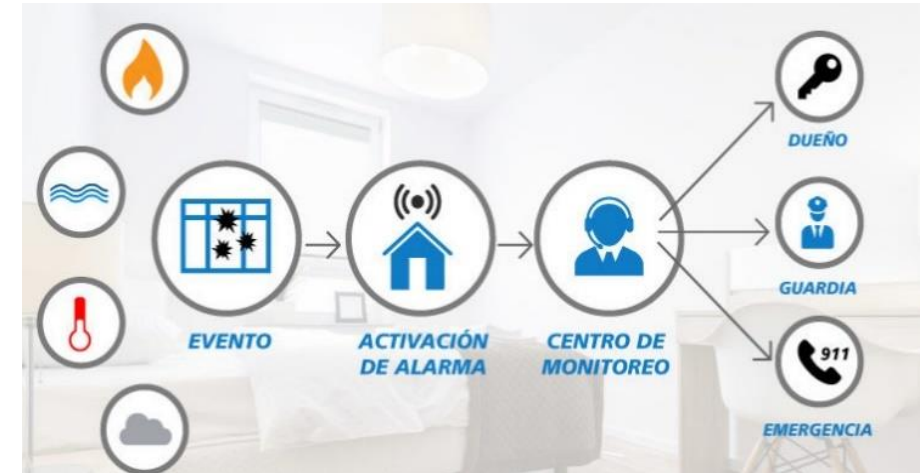 DUEÑO
GUARDIA
911
EVENTO
ACTIVACIÓN
DE ALARMA
CENTRO DE
MONITOREO
EMERGENCIA